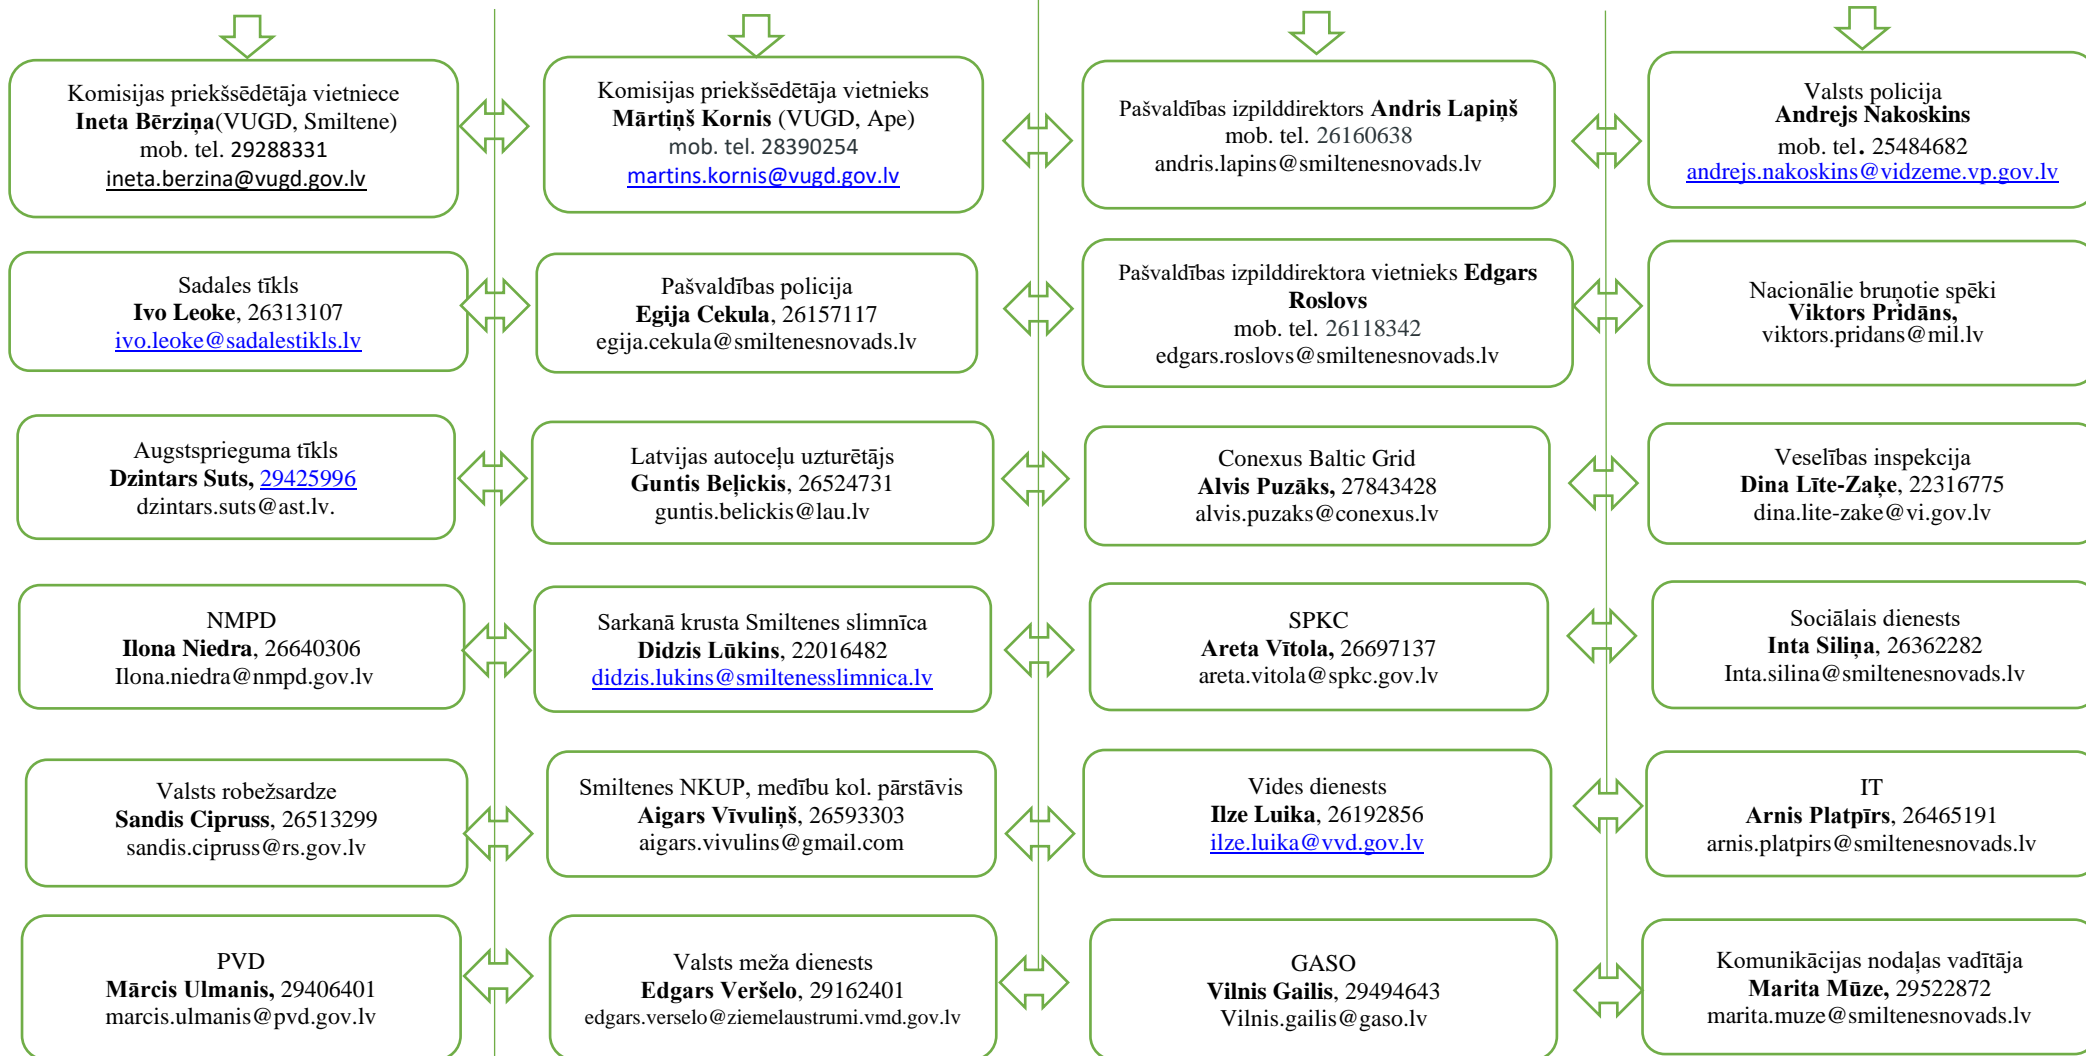 Komisijas priekšsēdētāja vietniece
Ineta Bērziņa(VUGD, Smiltene)
mob. tel. 29288331
ineta.berzina@vugd.gov.lv
Komisijas priekšsēdētāja vietnieks
Mārtiņš Kornis (VUGD, Ape)
mob. tel. 28390254
martins.kornis@vugd.gov.lv
Pašvaldības izpilddirektors Andris Lapiņš
mob. tel. 26160638
andris.lapins@smiltenesnovads.lv
Valsts policija
Andrejs Nakoskins
mob. tel. 25484682
andrejs.nakoskins@vidzeme.vp.gov.lv
Sadales tīkls
Ivo Leoke, 26313107
ivo.leoke@sadalestikls.lv
Pašvaldības policija
Egija Cekula, 26157117
egija.cekula@smiltenesnovads.lv
Pašvaldības izpilddirektora vietnieks Edgars
Roslovs
mob. tel. 26118342
edgars.roslovs@smiltenesnovads.lv
Nacionālie bruņotie spēki
Viktors Pridāns,
viktors.pridans@mil.lv
Augstsprieguma tīkls
Dzintars Suts, 29425996
dzintars.suts@ast.lv.
Latvijas autoceļu uzturētājs
Guntis Beļickis, 26524731
guntis.belickis@lau.lv
Conexus Baltic Grid
Alvis Puzāks, 27843428
alvis.puzaks@conexus.lv
Veselības inspekcija
Dina Līte-Zaķe, 22316775
dina.lite-zake@vi.gov.lv
NMPD
Ilona Niedra, 26640306
Ilona.niedra@nmpd.gov.lv
Sarkanā krusta Smiltenes slimnīca
Didzis Lūkins, 22016482
didzis.lukins@smiltenesslimnica.lv
SPKC
Areta Vītola, 26697137
areta.vitola@spkc.gov.lv
Sociālais dienests
Inta Siliņa, 26362282
Inta.silina@smiltenesnovads.lv
Valsts robežsardze
Sandis Cipruss, 26513299
sandis.cipruss@rs.gov.lv
Smiltenes NKUP, medību kol. pārstāvis
Aigars Vīvuliņš, 26593303
aigars.vivulins@gmail.com
Vides dienests
Ilze Luika, 26192856
ilze.luika@vvd.gov.lv
IT
Arnis Platpīrs, 26465191
arnis.platpirs@smiltenesnovads.lv
PVD
Mārcis Ulmanis, 29406401
marcis.ulmanis@pvd.gov.lv
Valsts meža dienests
Edgars Veršelo, 29162401
edgars.verselo@ziemelaustrumi.vmd.gov.lv
GASO
Vilnis Gailis, 29494643
Vilnis.gailis@gaso.lv
Komunikācijas nodaļas vadītāja
Marita Mūze, 29522872
marita.muze@smiltenesnovads.lv